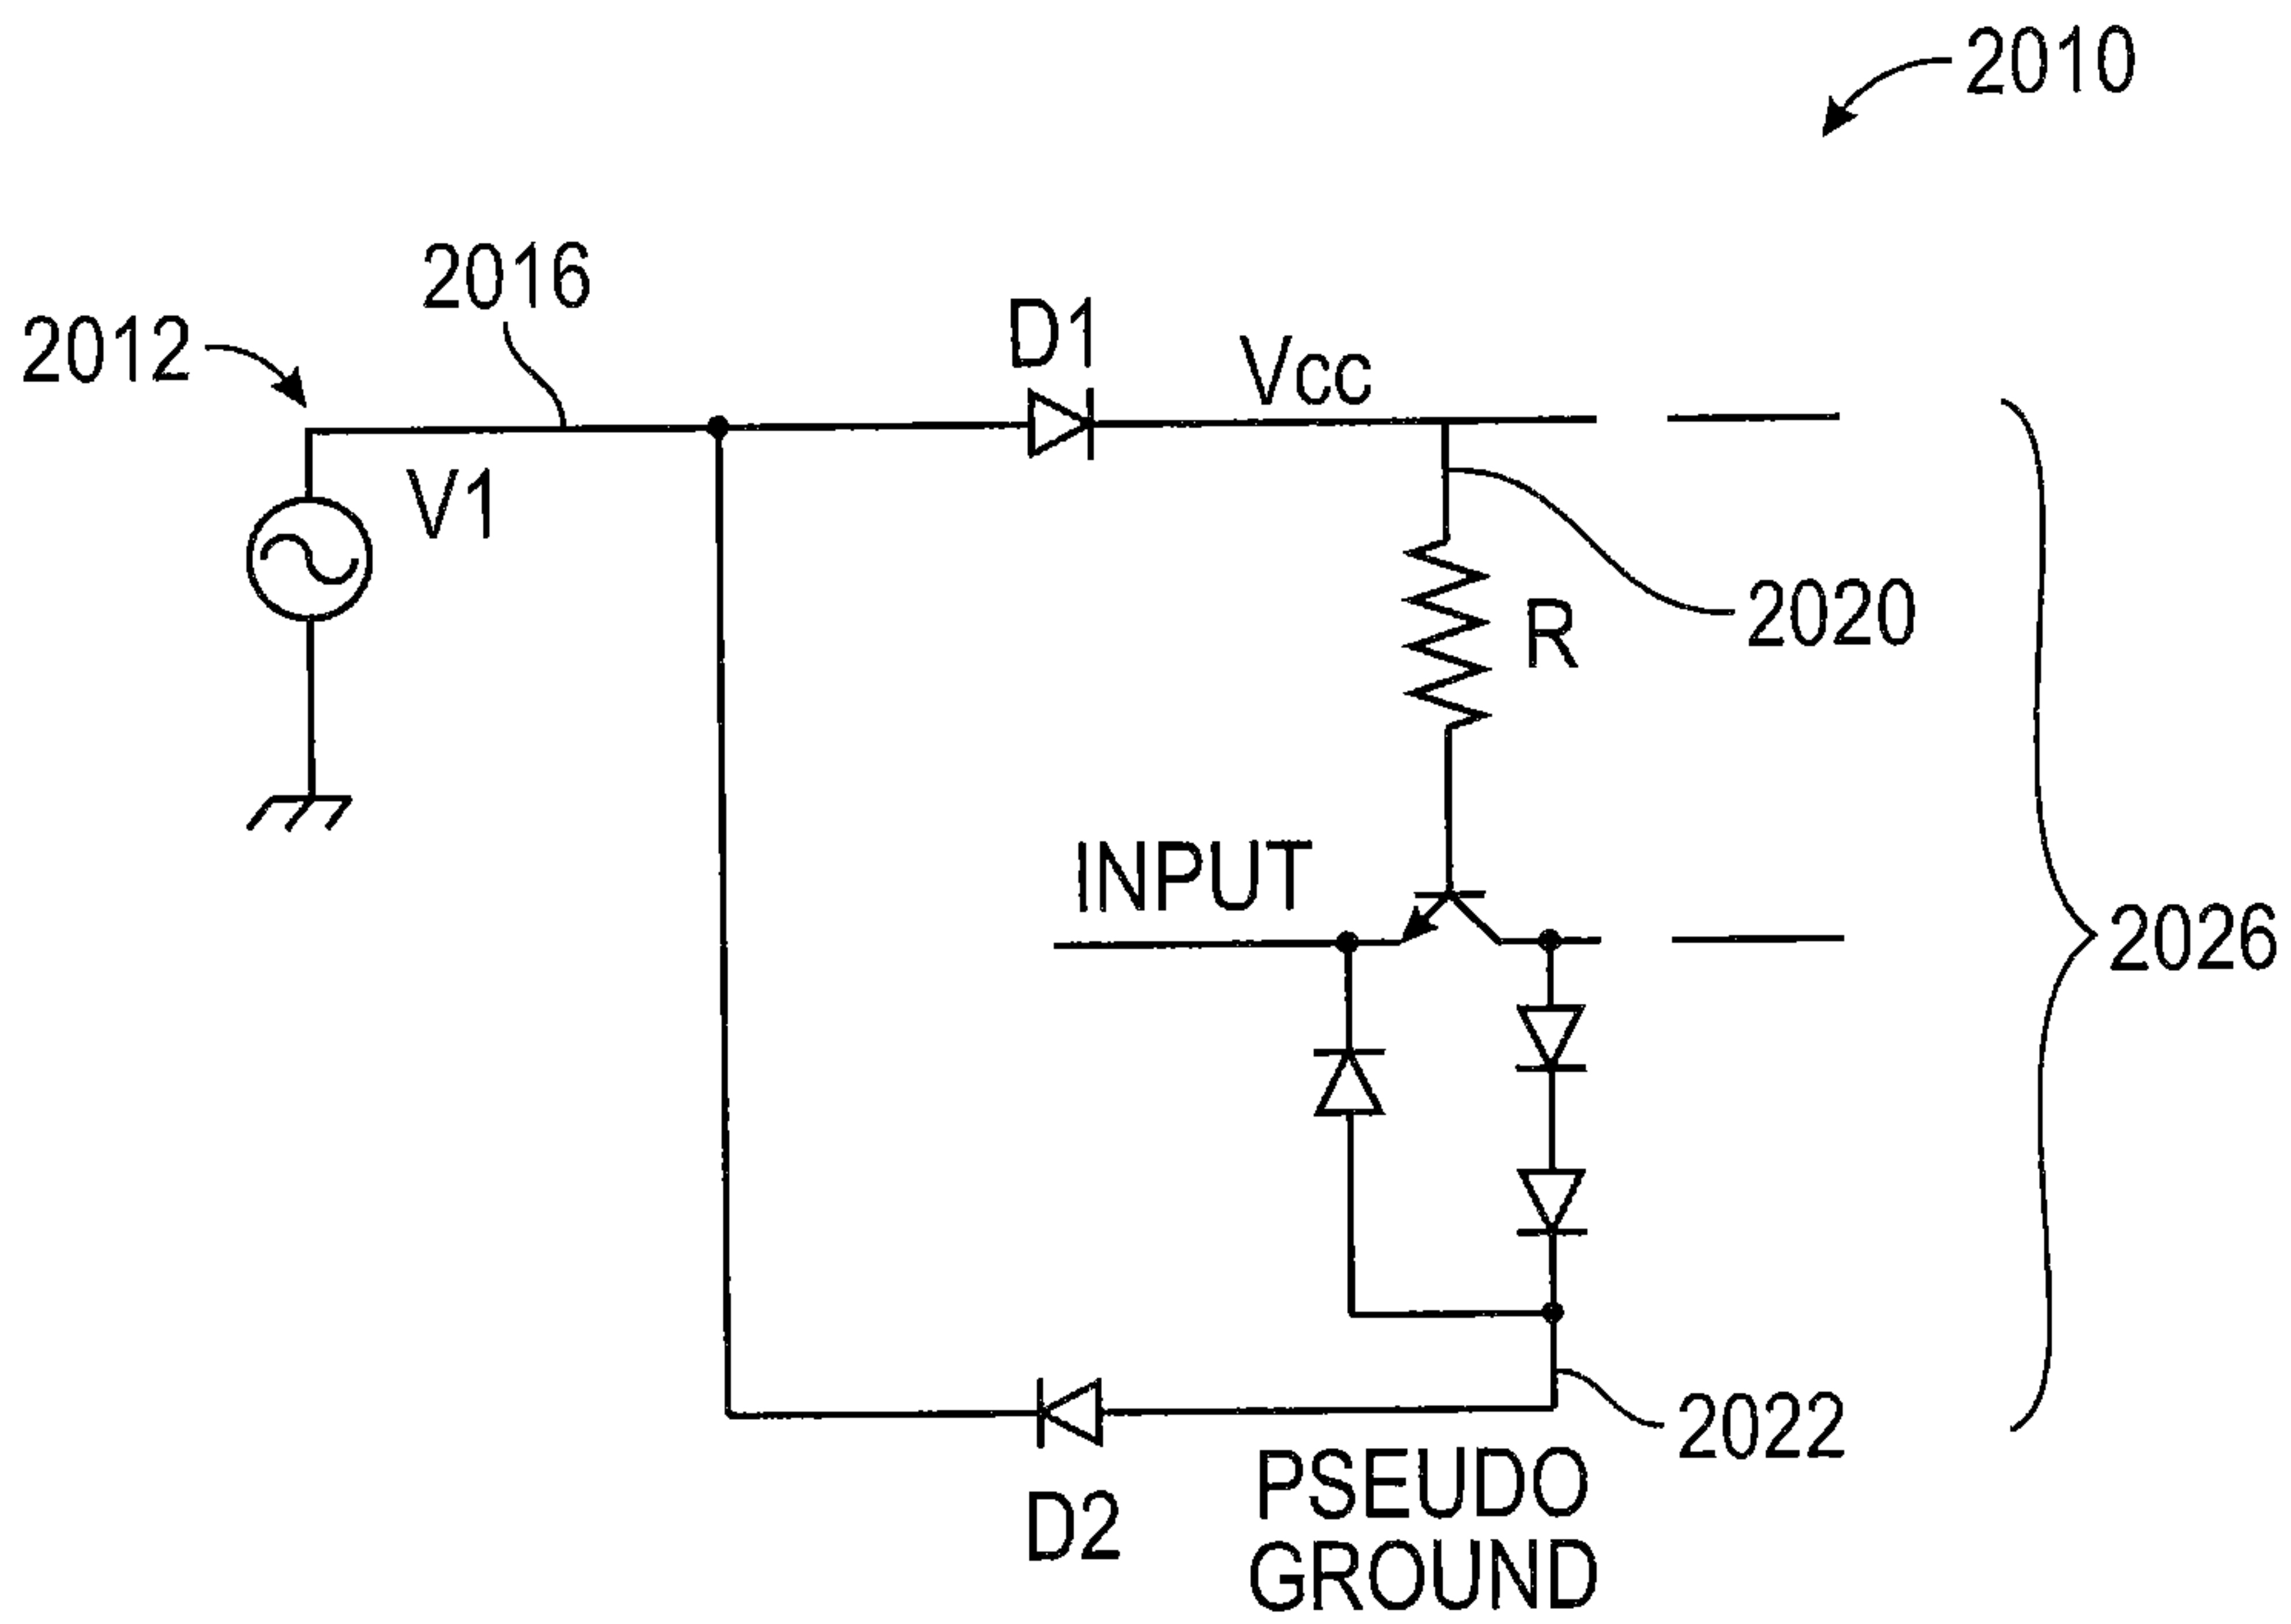 2010
2016
2012
D1
Vcc
V1
2020
R
INPUT
2026
2022
D2
PSEUDO
GROUND